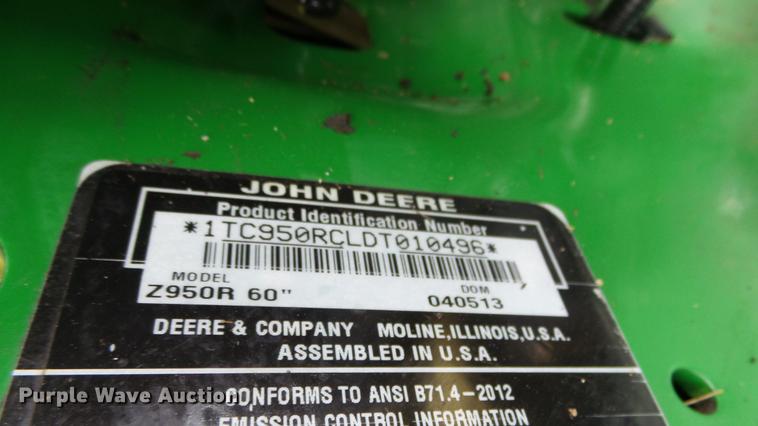 JOHN DEERE
Product Identification Number
*1TC950RCLDT010496*
MODEL DOM
Z950R 60" 040513
DEERE & COMPANY MOLINE,ILLINOIS,U.S.A.
ASSEMBLED IN U.S.A.
CONFORMS TO ANSI B71.4-2012
EMISSION CONTROL INFORMATION
Purple Wave Auction